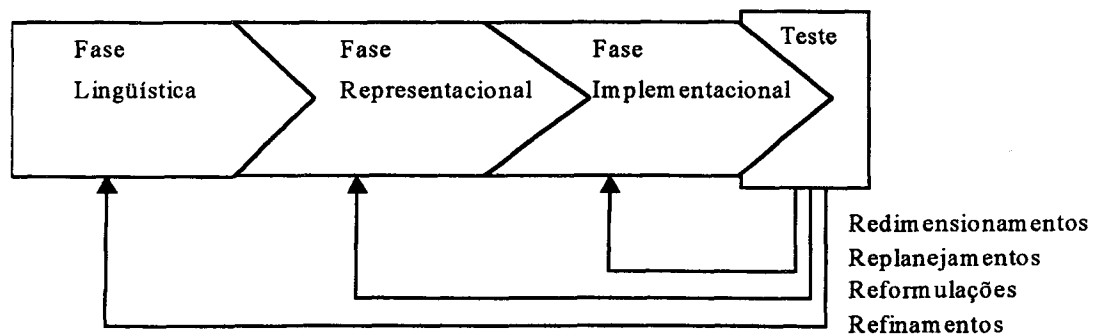 Fase
Lingüística
Fase
Representacional
Fase
Implementacional
Teste
Redimensionamentos
Replanejamentos
Reformulações
Refinamentos